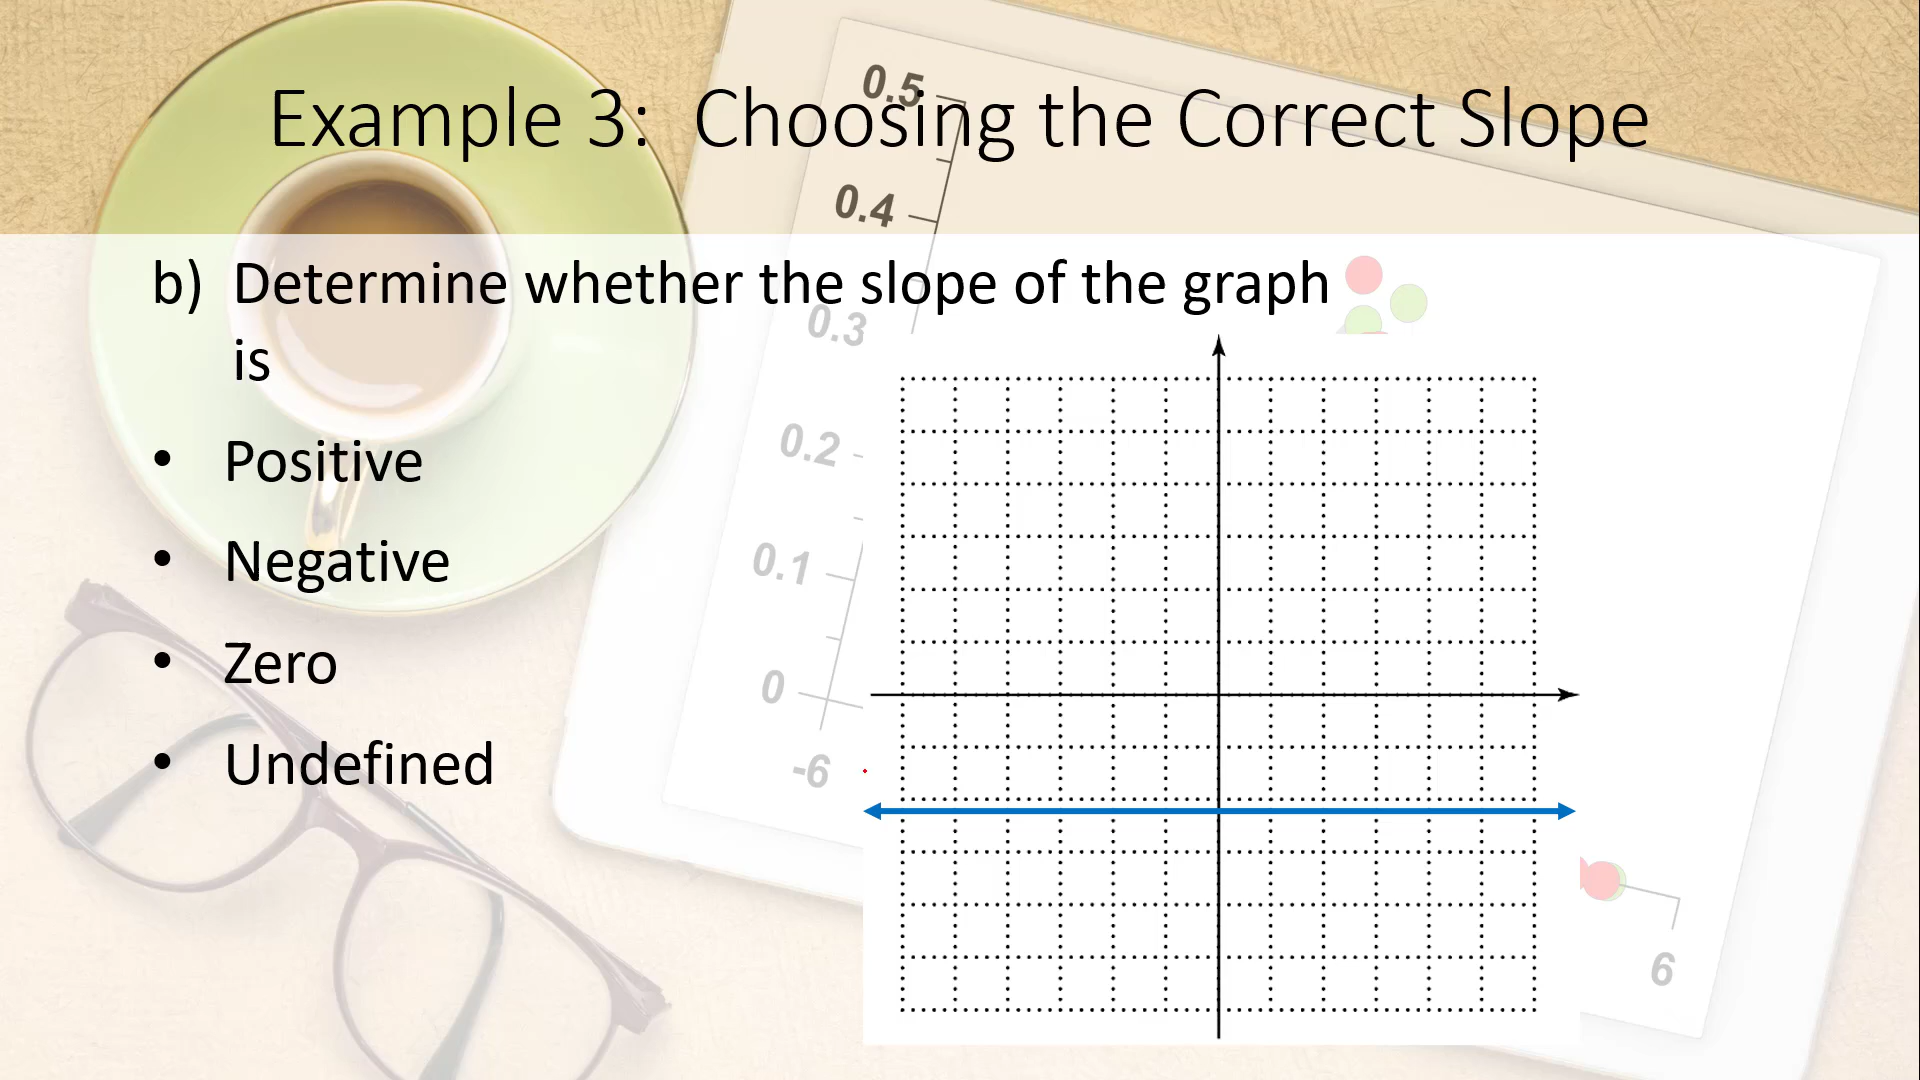 Example 3: Choosing the Correct Slope
b) Determine whether the slope of the graph
is
• Positive
• Negative
• Zero
• Undefined
0.5
0.4
0.3
0.2
0.1
0
-6
6